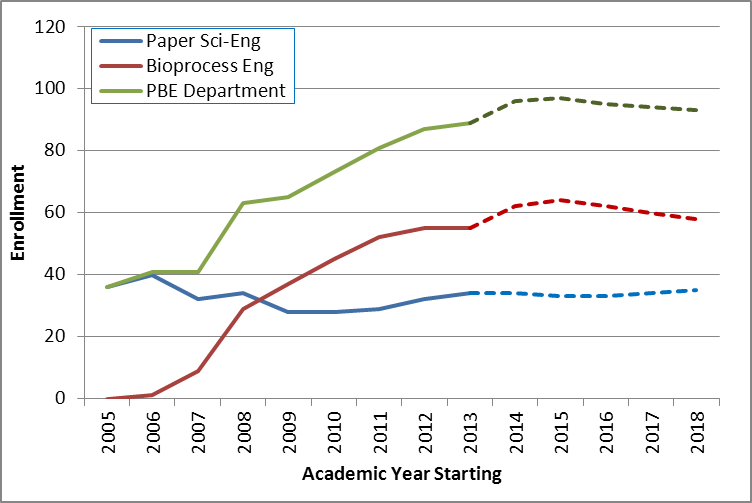 120
100
80
60
40
20
0
Enrollment
Paper Sci-Eng
Bioprocess Eng
PBE Department
2005 2006 2007 2008 2009 2010 2011 2012 2013 2014 2015 2016 2017 2018
Academic Year Starting